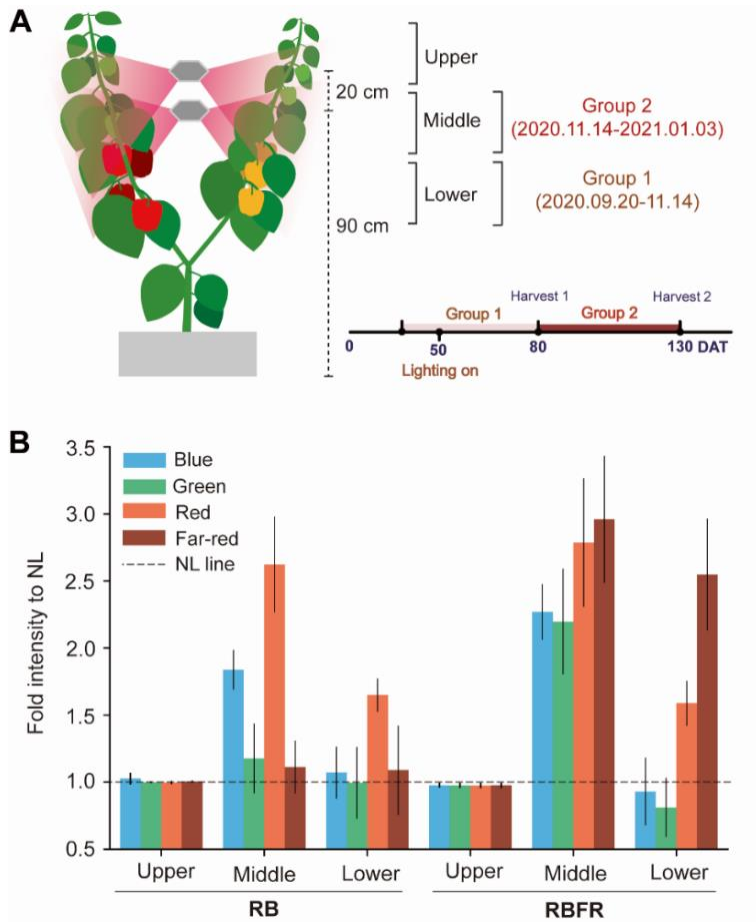 A
Upper
20 cm
Middle
Group 2
(2020.11.14-2021.01.03)
Lower
Group 1
(2020.09.20-11.14)
90 cm
Harvest 1
Harvest 2
Group 1
Group 2
0
50
80
130 DAT
Lighting on
B
Fold intensity to NL
3.5
3.0
2.5
2.0
1.5
1.0
0.5
Blue
Green
Red
Far-red
NL line
Upper
Middle
Lower
Upper
Middle
Lower
RB
RBFR